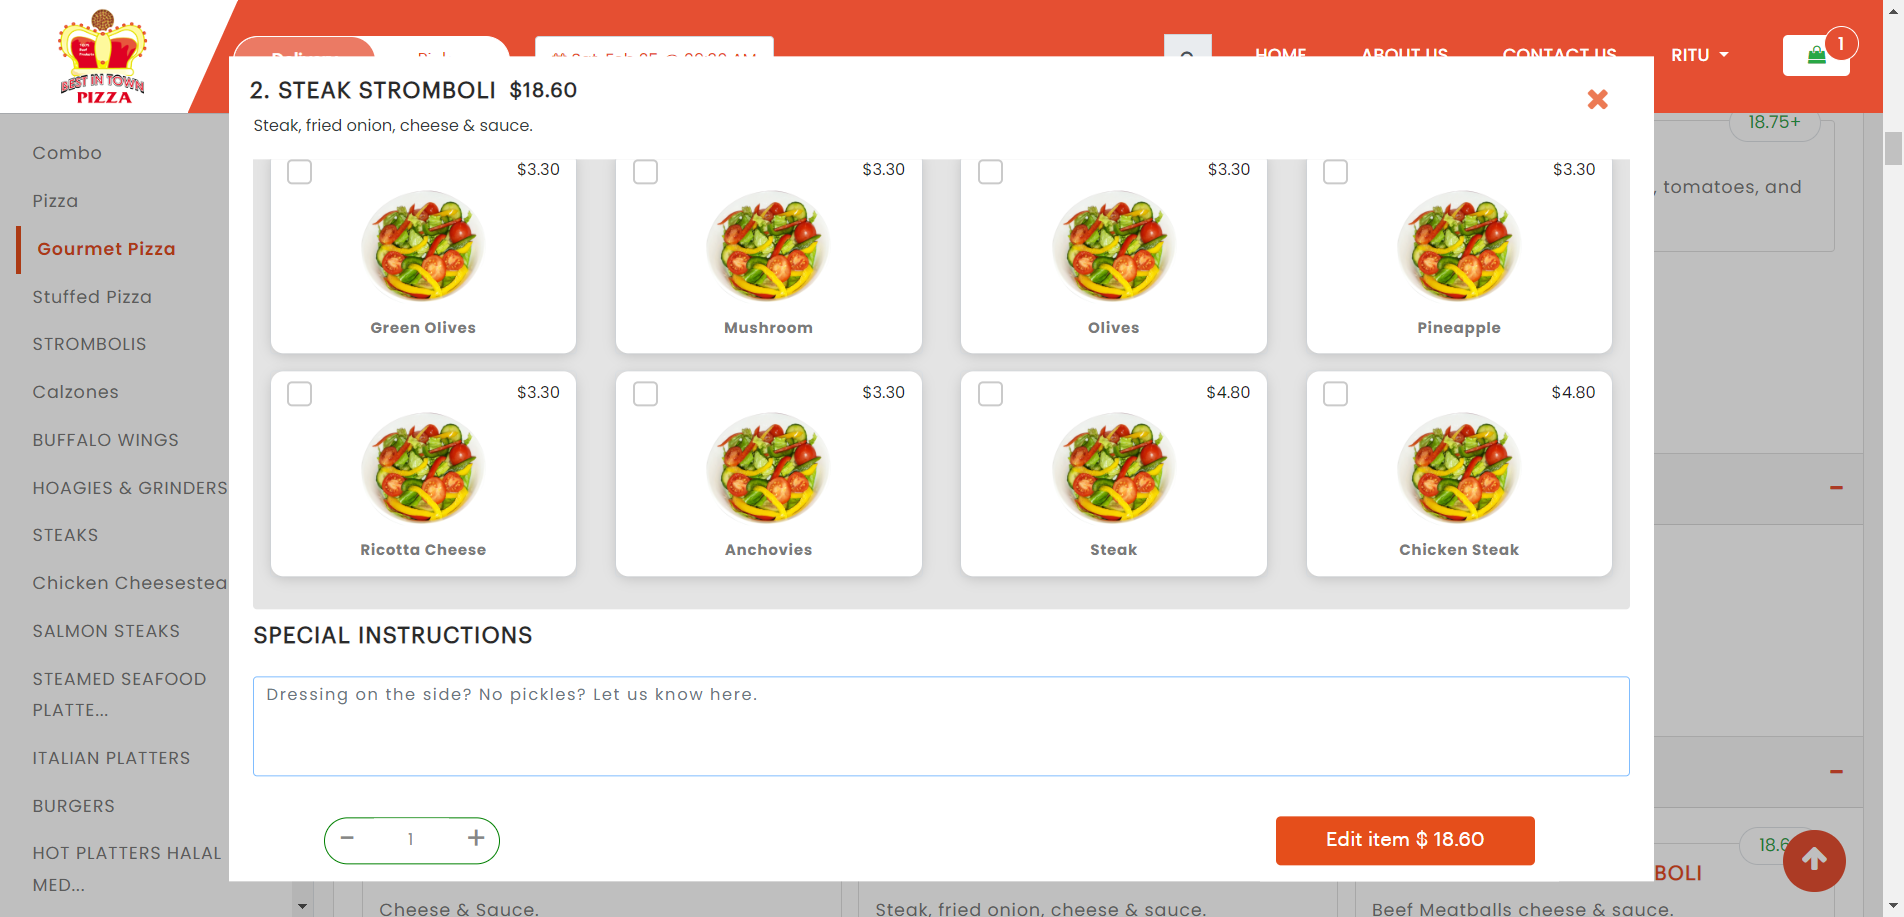 BEST IN TOWN
PIZZA
HOME
ABOUT US
CONTACT US
RITU
1
2. STEAK STROMBOLI $18.60
Steak, fried onion, cheese & sauce.
Combo
Pizza
Gourmet Pizza
Stuffed Pizza
STROMBOLIS
Calzones
BUFFALO WINGS
HOAGIES & GRINDERS
STEAKS
Chicken Cheesestea
SALMON STEAKS
STEAMED SEAFOOD
PLATTE...
ITALIAN PLATTERS
BURGERS
HOT PLATTERS HALAL
MED...
$3.30
Green Olives
$3.30
Mushroom
$3.30
Olives
$3.30
Pineapple
$3.30
Ricotta Cheese
$3.30
Anchovies
$4.80
Steak
$4.80
Chicken Steak
SPECIAL INSTRUCTIONS
Dressing on the side? No pickles? Let us know here.
− 1 +
Edit item $ 18.60
18.75+
, tomatoes, and
18.6
BOLI
Cheese & Sauce.
Steak, fried onion, cheese & sauce.
Beef Meatballs cheese & sauce.